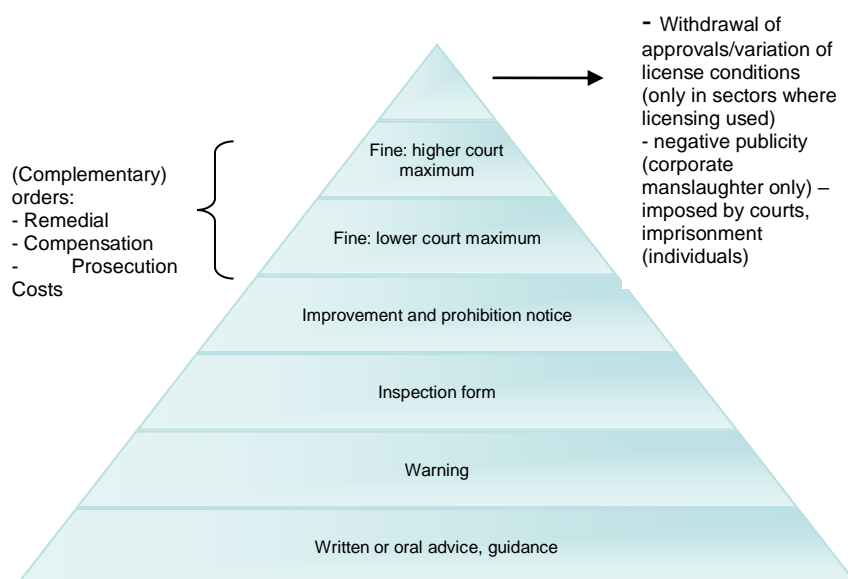 - Withdrawal of
approvals/variation of
license conditions
(only in sectors where
licensing used)
- negative publicity
(corporate
manslaughter only) –
imposed by courts,
imprisonment
(individuals)
(Complementary)
orders:
- Remedial
- Compensation
- Prosecution
Costs
Fine: higher court
maximum
Fine: lower court maximum
Improvement and prohibition notice
Inspection form
Warning
Written or oral advice, guidance